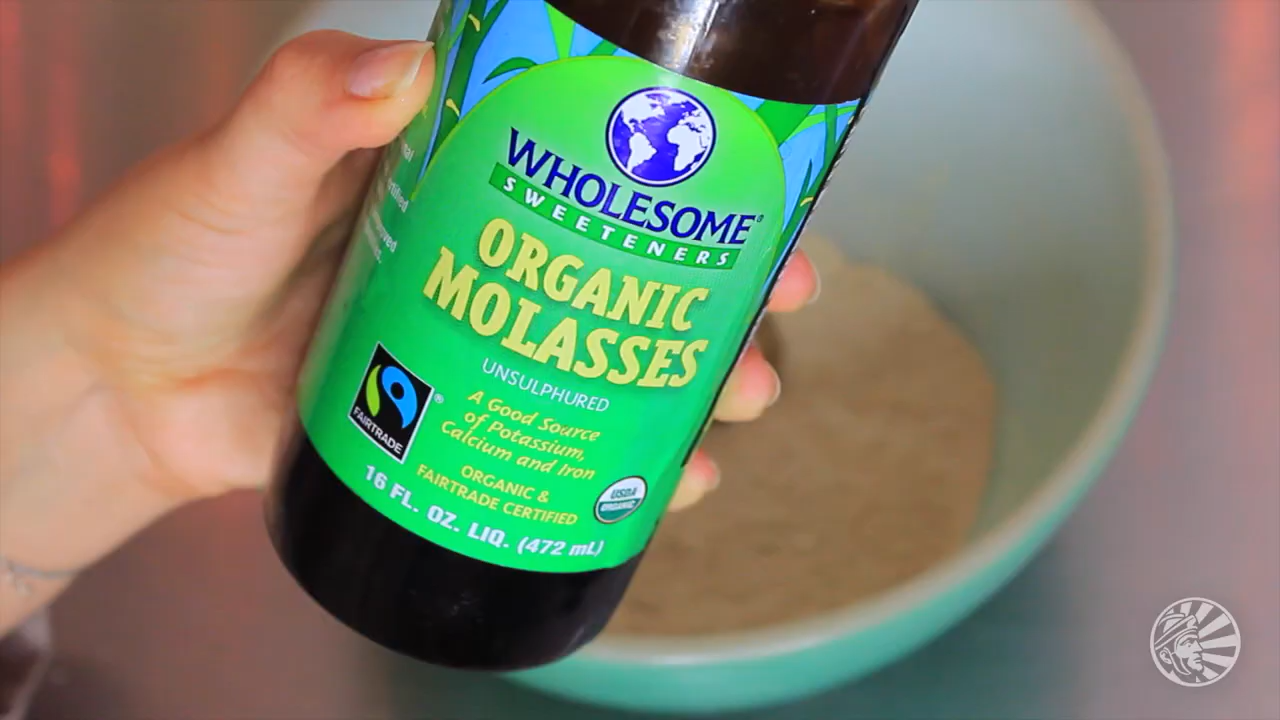 WHOLESOME®
SWEETENERS
ORGANIC
MOLASSES
UNSULPHURED
A Good Source
of Potassium,
Calcium and Iron
FAIRTRADE
®
ORGANIC &
FAIRTRADE CERTIFIED
USDA
ORGANIC
16 FL. OZ. LIQ. (472 mL)